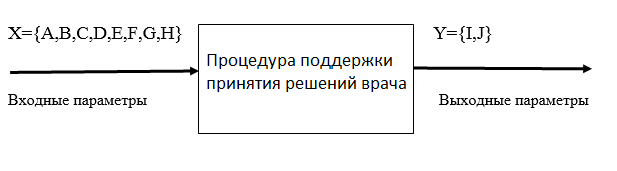 X={A,B,C,D,E,F,G,H}
Y={I,J}
Процедура поддержки
принятия решений врача
Входные параметры
Выходные параметры